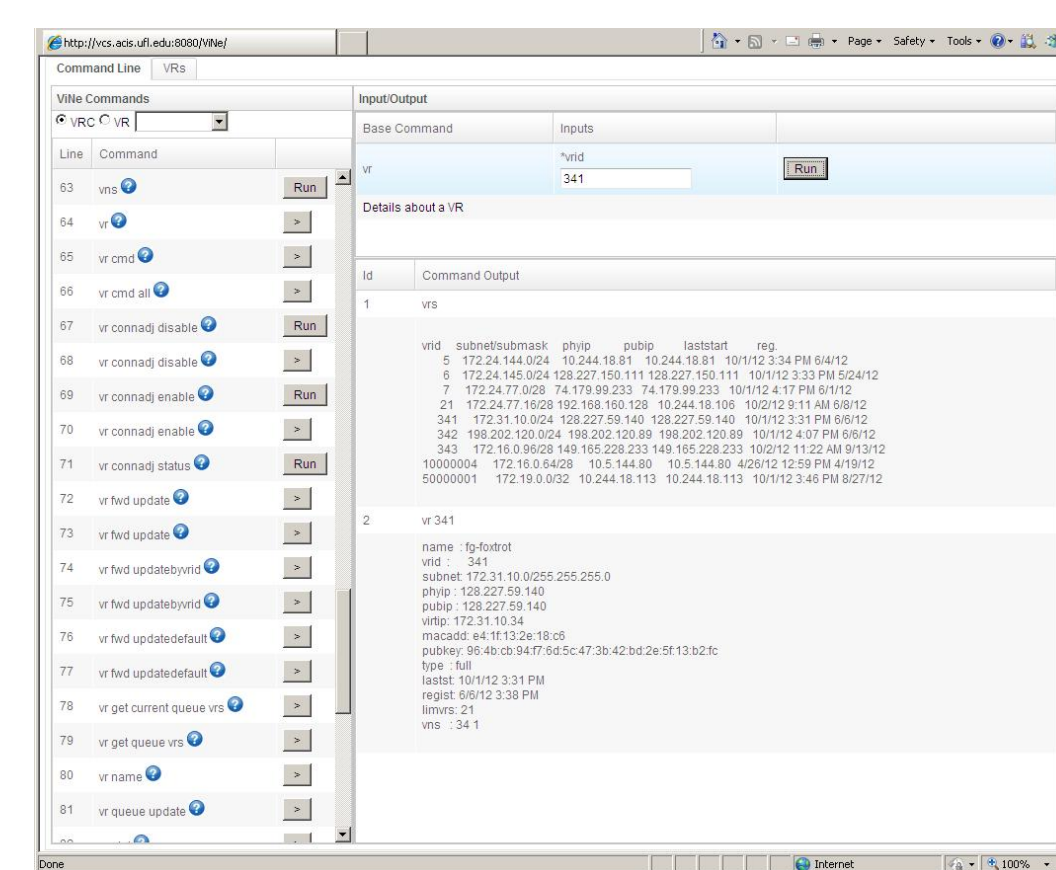 http://vcs.acis.ufl.edu:8080/ViNe/
Page Safety Tools
Command Line VRs
ViNe Commands
VRC VR
Line Command
63 vns Run
64 vr >
65 vr cmd >
66 vr cmd all >
67 vr connadj disable Run
68 vr connadj disable >
69 vr connadj enable Run
70 vr connadj enable >
71 vr connadj status Run
72 vr fwd update >
73 vr fwd update >
74 vr fwd updatebyvrid >
75 vr fwd updatebyvrid >
76 vr fwd updatedefault >
77 vr fwd updatedefault >
78 vr get current queue vrs >
79 vr get queue vrs >
80 vr name >
81 vr queue update >
Input/Output
Base Command Inputs
*vrid
vr 341 Run
Details about a VR
Id Command Output
1 vrs
vrid subnet/submask phyip pubip laststart reg.
5 172.24.144.0/24 10.244.18.81 10.244.18.81 10/1/12 3:34 PM 6/4/12
6 172.24.145.0/24 128.227.150.111 128.227.150.111 10/1/12 3:33 PM 5/24/12
7 172.24.77.0/28 74.179.99.233 74.179.99.233 10/1/12 4:17 PM 6/1/12
21 172.24.77.16/28 192.168.160.128 10.244.18.106 10/2/12 9:11 AM 6/8/12
341 172.31.10.0/24 128.227.59.140 128.227.59.140 10/1/12 3:31 PM 6/6/12
342 198.202.120.0/24 198.202.120.89 198.202.120.89 10/1/12 4:07 PM 6/6/12
343 172.16.0.96/28 149.165.228.233 149.165.228.233 10/2/12 11:22 AM 9/13/12
10000004 172.16.0.64/28 10.5.144.80 10.5.144.80 4/26/12 12:59 PM 4/19/12
50000001 172.19.0.0/32 10.244.18.113 10.244.18.113 10/1/12 3:46 PM 8/27/12
2 vr 341
name : fg-foxtrot
vrid : 341
subnet: 172.31.10.0/255.255.255.0
phyip : 128.227.59.140
pubip : 128.227.59.140
virtip: 172.31.10.34
macadd: e4:1f:13:2e:18:c6
pubkey: 96:4b:cb:94:f7:6d:5c:47:3b:42:bd:2e:5f:13:b2:fc
type : full
lastst: 10/1/12 3:31 PM
regist: 6/6/12 3:38 PM
limvrs: 21
vns : 34 1
Done Internet 100%